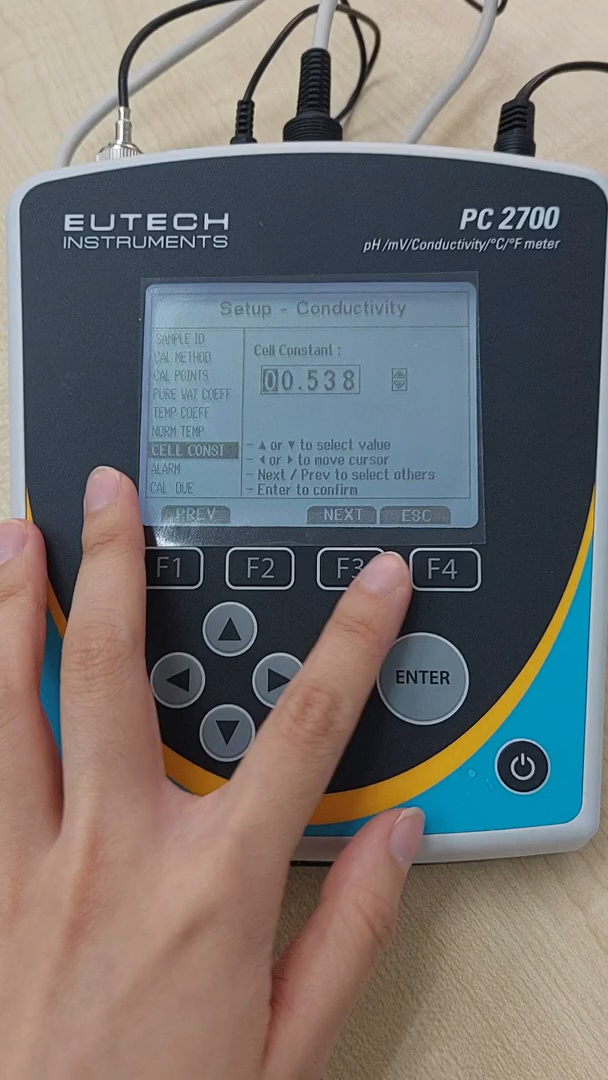 EUTECH
INSTRUMENTS
PC 2700
pH/mV/Conductivity/°C/°F meter
Setup - Conductivity
SAMPLE ID
CAL METHOD
CAL POINTS
PURE WAT COEFF
TEMP COEFF
NORM TEMP
CELL CONST
ALARM
CAL DUE
Cell Constant :
00.538
- ▲ or ▼ to select value
- ◀ or ▶ to move cursor
- Next / Prev to select others
- Enter to confirm
PREV NEXT ESC
F1 F2 F3 F4
ENTER